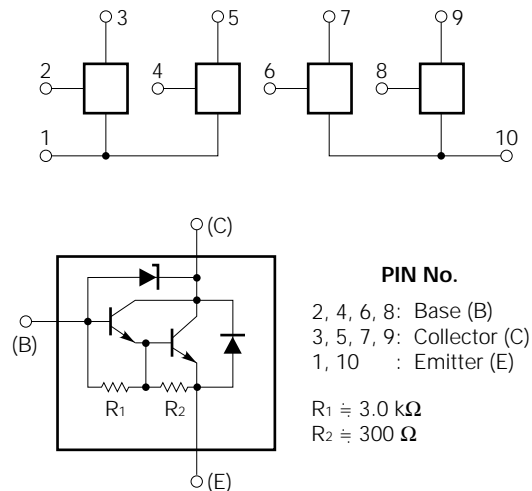 3 5 7 9
2 4 6 8
1 10
(C)
(B)
R1 R2
(E)
PIN No.
2, 4, 6, 8: Base (B)
3, 5, 7, 9: Collector (C)
1, 10 : Emitter (E)
R1 ≒ 3.0 kΩ
R2 ≒ 300 Ω